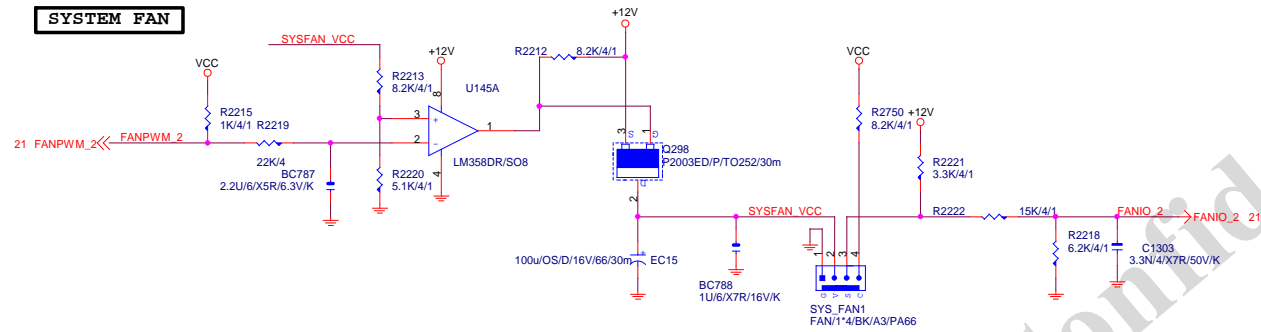 SYSTEM FAN
SYSFAN_VCC
+12V
+12V
VCC
VCC
R2212
8.2K/4/1
R2213
8.2K/4/1
U145A
8
3
+
2
-
1
4
LM358DR/SO8
R2215
1K/4/1
R2219
22K/4
21 FANPWM_2
FANPWM_2
BC787
2.2U/6/X5R/6.3V/K
R2220
5.1K/4/1
3
S
1
G
Q298
P2003ED/P/TO252/30m
D
2
R2750
8.2K/4/1
+12V
R2221
3.3K/4/1
SYSFAN_VCC
R2222
15K/4/1
FANIO_2
FANIO_2 21
100u/OS/D/16V/66/30m
+
EC15
BC788
1U/6/X7R/16V/K
1
2
3
4
G
V
S
C
SYS_FAN1
FAN/1*4/BK/A3/PA66
R2218
6.2K/4/1
C1303
3.3N/4/X7R/50V/K
onfid